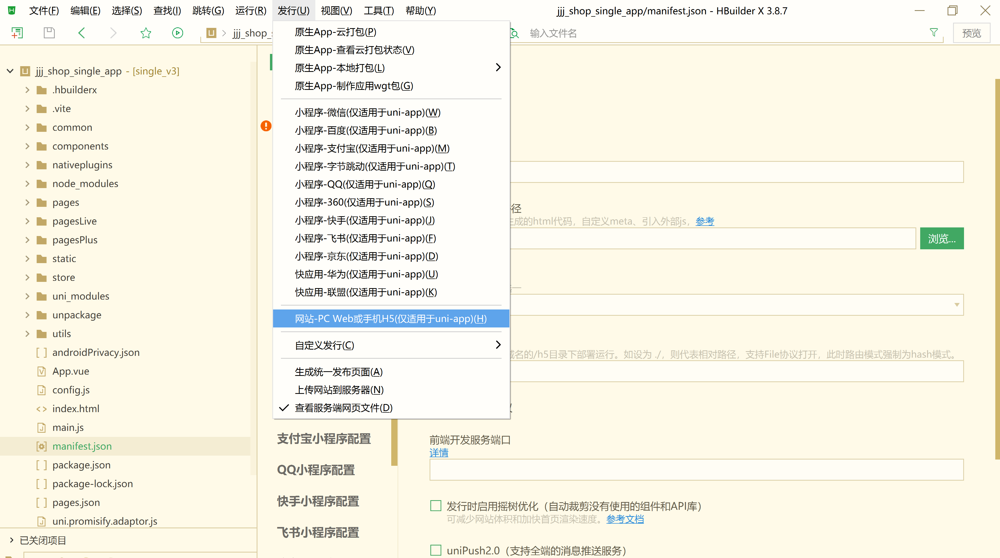 文件(F) 编辑(E) 选择(S) 查找(I) 跳转(G) 运行(R) 发行(U) 视图(V) 工具(T) 帮助(Y) jjj_shop_single_app/manifest.json - HBuilder X 3.8.7
jjj_shop_s 输入文件名 预览
jjj_shop_single_app - [single_v3]
.hbuilderx
.vite
common
components
nativeplugins
node_modules
pages
pagesLive
pagesPlus
static
store
uni_modules
unpackage
utils
androidPrivacy.json
App.vue
config.js
index.html
main.js
manifest.json
package.json
package-lock.json
pages.json
uni.promisify.adaptor.js
已关闭项目
原生App-云打包(P)
原生App-查看云打包状态(V)
原生App-本地打包(L)
原生App-制作应用wgt包(G)
小程序-微信(仅适用于uni-app)(W)
小程序-百度(仅适用于uni-app)(B)
小程序-支付宝(仅适用于uni-app)(M)
小程序-字节跳动(仅适用于uni-app)(T)
小程序-QQ(仅适用于uni-app)(Q)
小程序-360(仅适用于uni-app)(S)
小程序-快手(仅适用于uni-app)(J)
小程序-飞书(仅适用于uni-app)(F)
小程序-京东(仅适用于uni-app)(D)
快应用-华为(仅适用于uni-app)(U)
快应用-联盟(仅适用于uni-app)(K)
网站-PC Web或手机H5(仅适用于uni-app)(H)
自定义发行(C)
生成统一发布页面(A)
上传网站到服务器(N)
查看服务端网页文件(D)
支付宝小程序配置
QQ小程序配置
快手小程序配置
飞书小程序配置
径
生成的html代码，自定义meta、引入外部js，参考
浏览...
一
域名的/h5目录下部署运行。如设为 ./，则代表相对路径，支持File协议打开，此时路由模式强制为hash模式。
前端开发服务端口
详情
发行时启用摇树优化（自动裁剪没有使用的组件和API库）
可减少网站体积和加快首页渲染速度。参考文档
uniPush2.0（支持全端的消息推送服务）